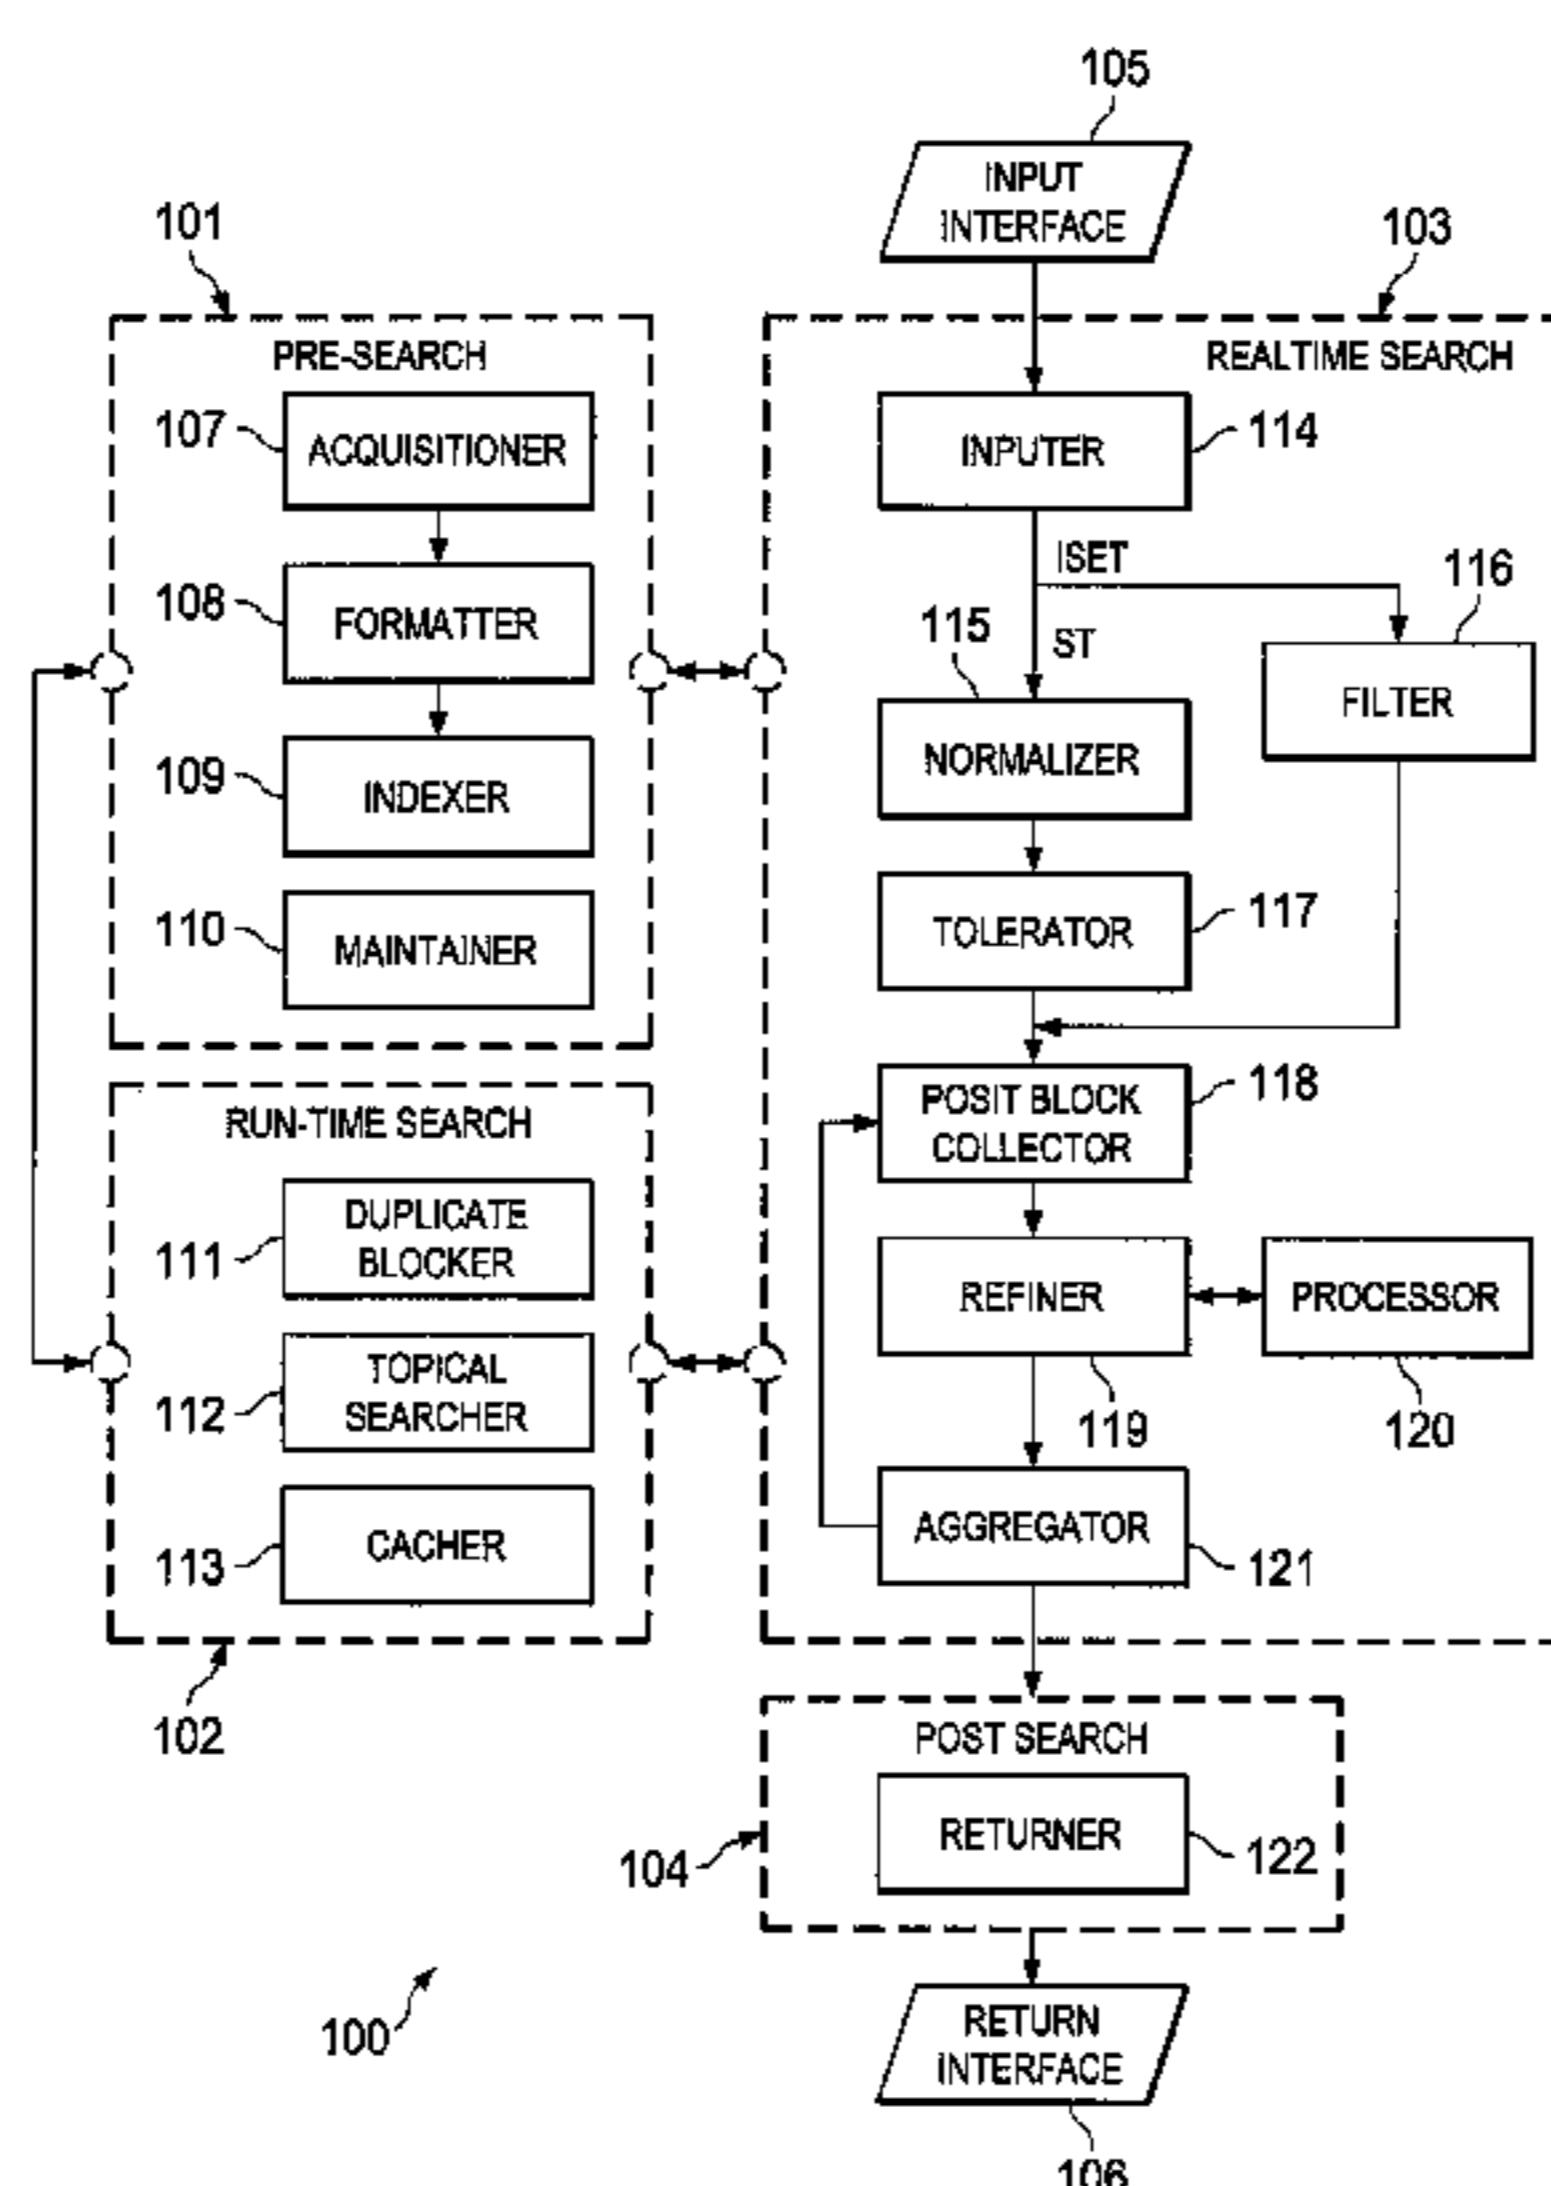 105
INPUT
INTERFACE
101
103
PRE-SEARCH
REALTIME SEARCH
107
ACQUISITIONER
INPUTER
114
ISET
116
108
FORMATTER
115
ST
FILTER
109
INDEXER
NORMALIZER
110
MAINTAINER
TOLERATOR
117
RUN-TIME SEARCH
POSIT BLOCK
COLLECTOR
118
111
DUPLICATE
BLOCKER
REFINER
PROCESSOR
112
TOPICAL
SEARCHER
119
120
113
CACHER
AGGREGATOR
121
102
POST SEARCH
104
RETURNER
122
100
RETURN
INTERFACE
106